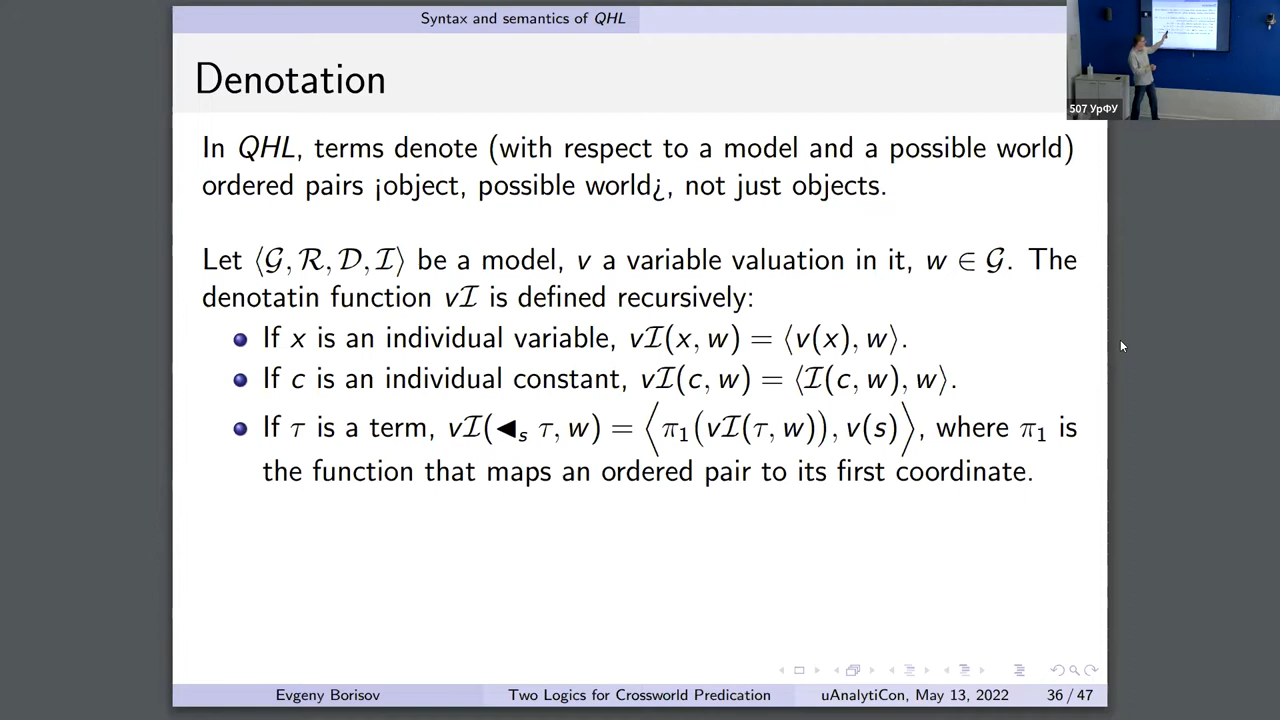 Syntax and semantics of QHL
Denotation
In QHL, terms denote (with respect to a model and a possible world)
ordered pairs ¡object, possible world¿, not just objects.
Let ⟨𝒢, ℛ, 𝒟, ℐ⟩ be a model, v a variable valuation in it, w ∈ 𝒢. The
denotatin function vℐ is defined recursively:
If x is an individual variable, vℐ(x, w) = ⟨v(x), w⟩.
If c is an individual constant, vℐ(c, w) = ⟨ℐ(c, w), w⟩.
If τ is a term, vℐ(◀ₛ τ, w) = ⟨π₁(vℐ(τ, w)), v(s)⟩, where π₁ is
the function that maps an ordered pair to its first coordinate.
Evgeny Borisov Two Logics for Crossworld Predication uAnalytiCon, May 13, 2022 36 / 47
507 УрФУ